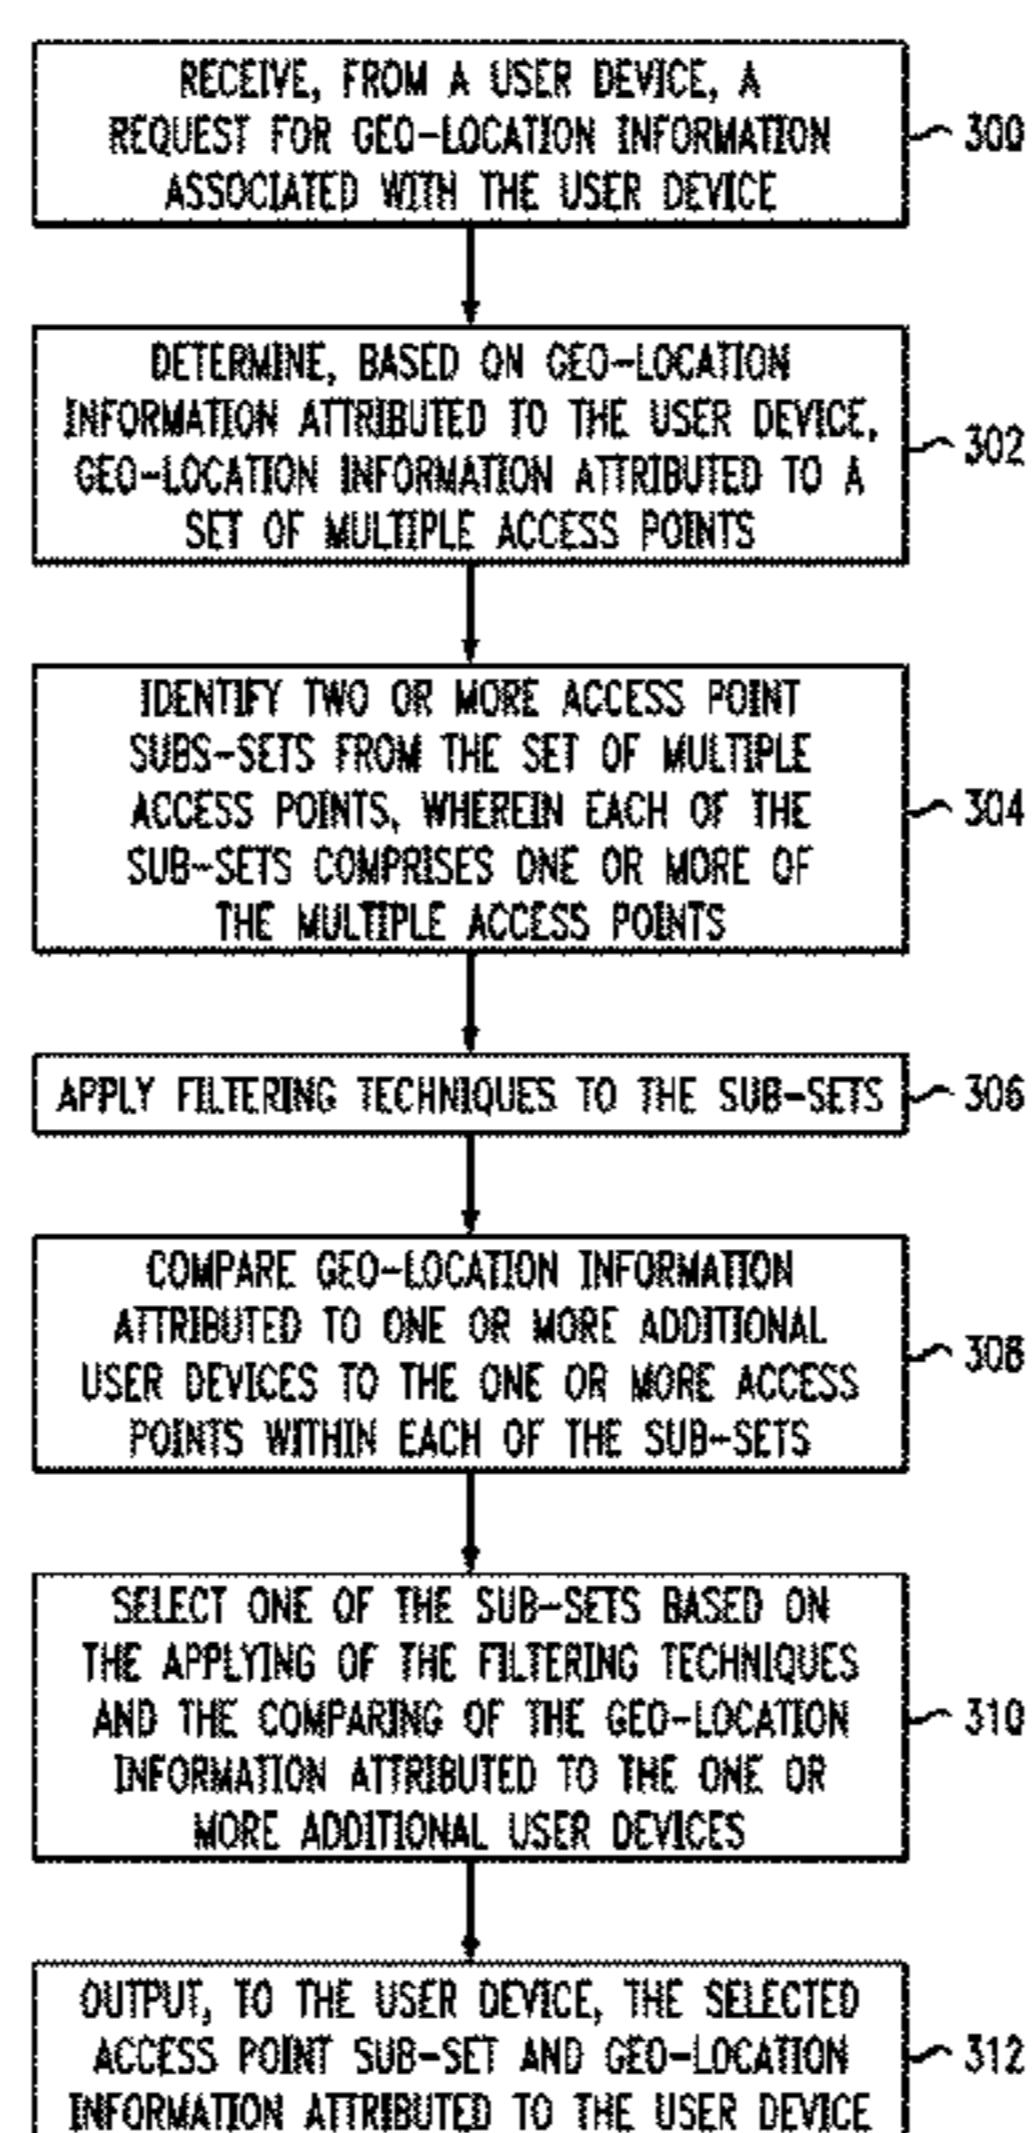 RECEIVE, FROM A USER DEVICE, A
REQUEST FOR GEO-LOCATION INFORMATION
ASSOCIATED WITH THE USER DEVICE
300
DETERMINE, BASED ON GEO-LOCATION
INFORMATION ATTRIBUTED TO THE USER DEVICE,
GEO-LOCATION INFORMATION ATTRIBUTED TO A
SET OF MULTIPLE ACCESS POINTS
302
IDENTIFY TWO OR MORE ACCESS POINT
SUBS-SETS FROM THE SET OF MULTIPLE
ACCESS POINTS, WHEREIN EACH OF THE
SUB-SETS COMPRISES ONE OR MORE OF
THE MULTIPLE ACCESS POINTS
304
APPLY FILTERING TECHNIQUES TO THE SUB-SETS
306
COMPARE GEO-LOCATION INFORMATION
ATTRIBUTED TO ONE OR MORE ADDITIONAL
USER DEVICES TO THE ONE OR MORE ACCESS
POINTS WITHIN EACH OF THE SUB-SETS
308
SELECT ONE OF THE SUB-SETS BASED ON
THE APPLYING OF THE FILTERING TECHNIQUES
AND THE COMPARING OF THE GEO-LOCATION
INFORMATION ATTRIBUTED TO THE ONE OR
MORE ADDITIONAL USER DEVICES
310
OUTPUT, TO THE USER DEVICE, THE SELECTED
ACCESS POINT SUB-SET AND GEO-LOCATION
INFORMATION ATTRIBUTED TO THE USER DEVICE
312